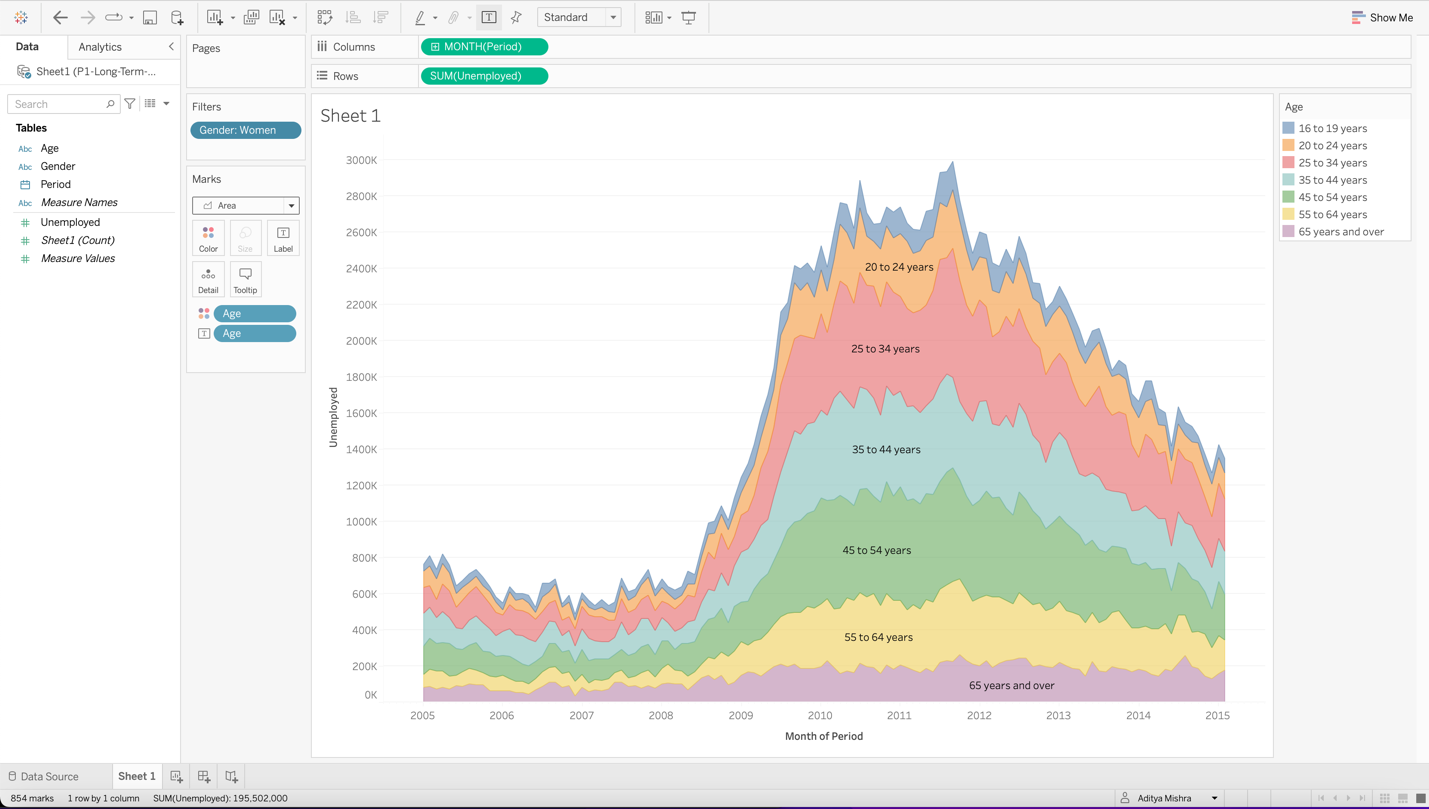 Standard
Show Me
Data
Analytics
Sheet1 (P1-Long-Term-...
Search
Tables
Abc Age
Abc Gender
Period
Abc Measure Names
# Unemployed
# Sheet1 (Count)
# Measure Values
Pages
Filters
Gender: Women
Marks
Area
Color
Size
T
Label
Detail
Tooltip
Age
T
Age
Columns
MONTH(Period)
Rows
SUM(Unemployed)
Sheet 1
3000K
2800K
2600K
2400K
2200K
2000K
1800K
1600K
1400K
1200K
1000K
800K
600K
400K
200K
0K
Unemployed
20 to 24 years
25 to 34 years
35 to 44 years
45 to 54 years
55 to 64 years
65 years and over
2005
2006
2007
2008
2009
2010
2011
2012
2013
2014
2015
Month of Period
Age
16 to 19 years
20 to 24 years
25 to 34 years
35 to 44 years
45 to 54 years
55 to 64 years
65 years and over
Data Source
Sheet 1
854 marks
1 row by 1 column
SUM(Unemployed): 195,502,000
Aditya Mishra